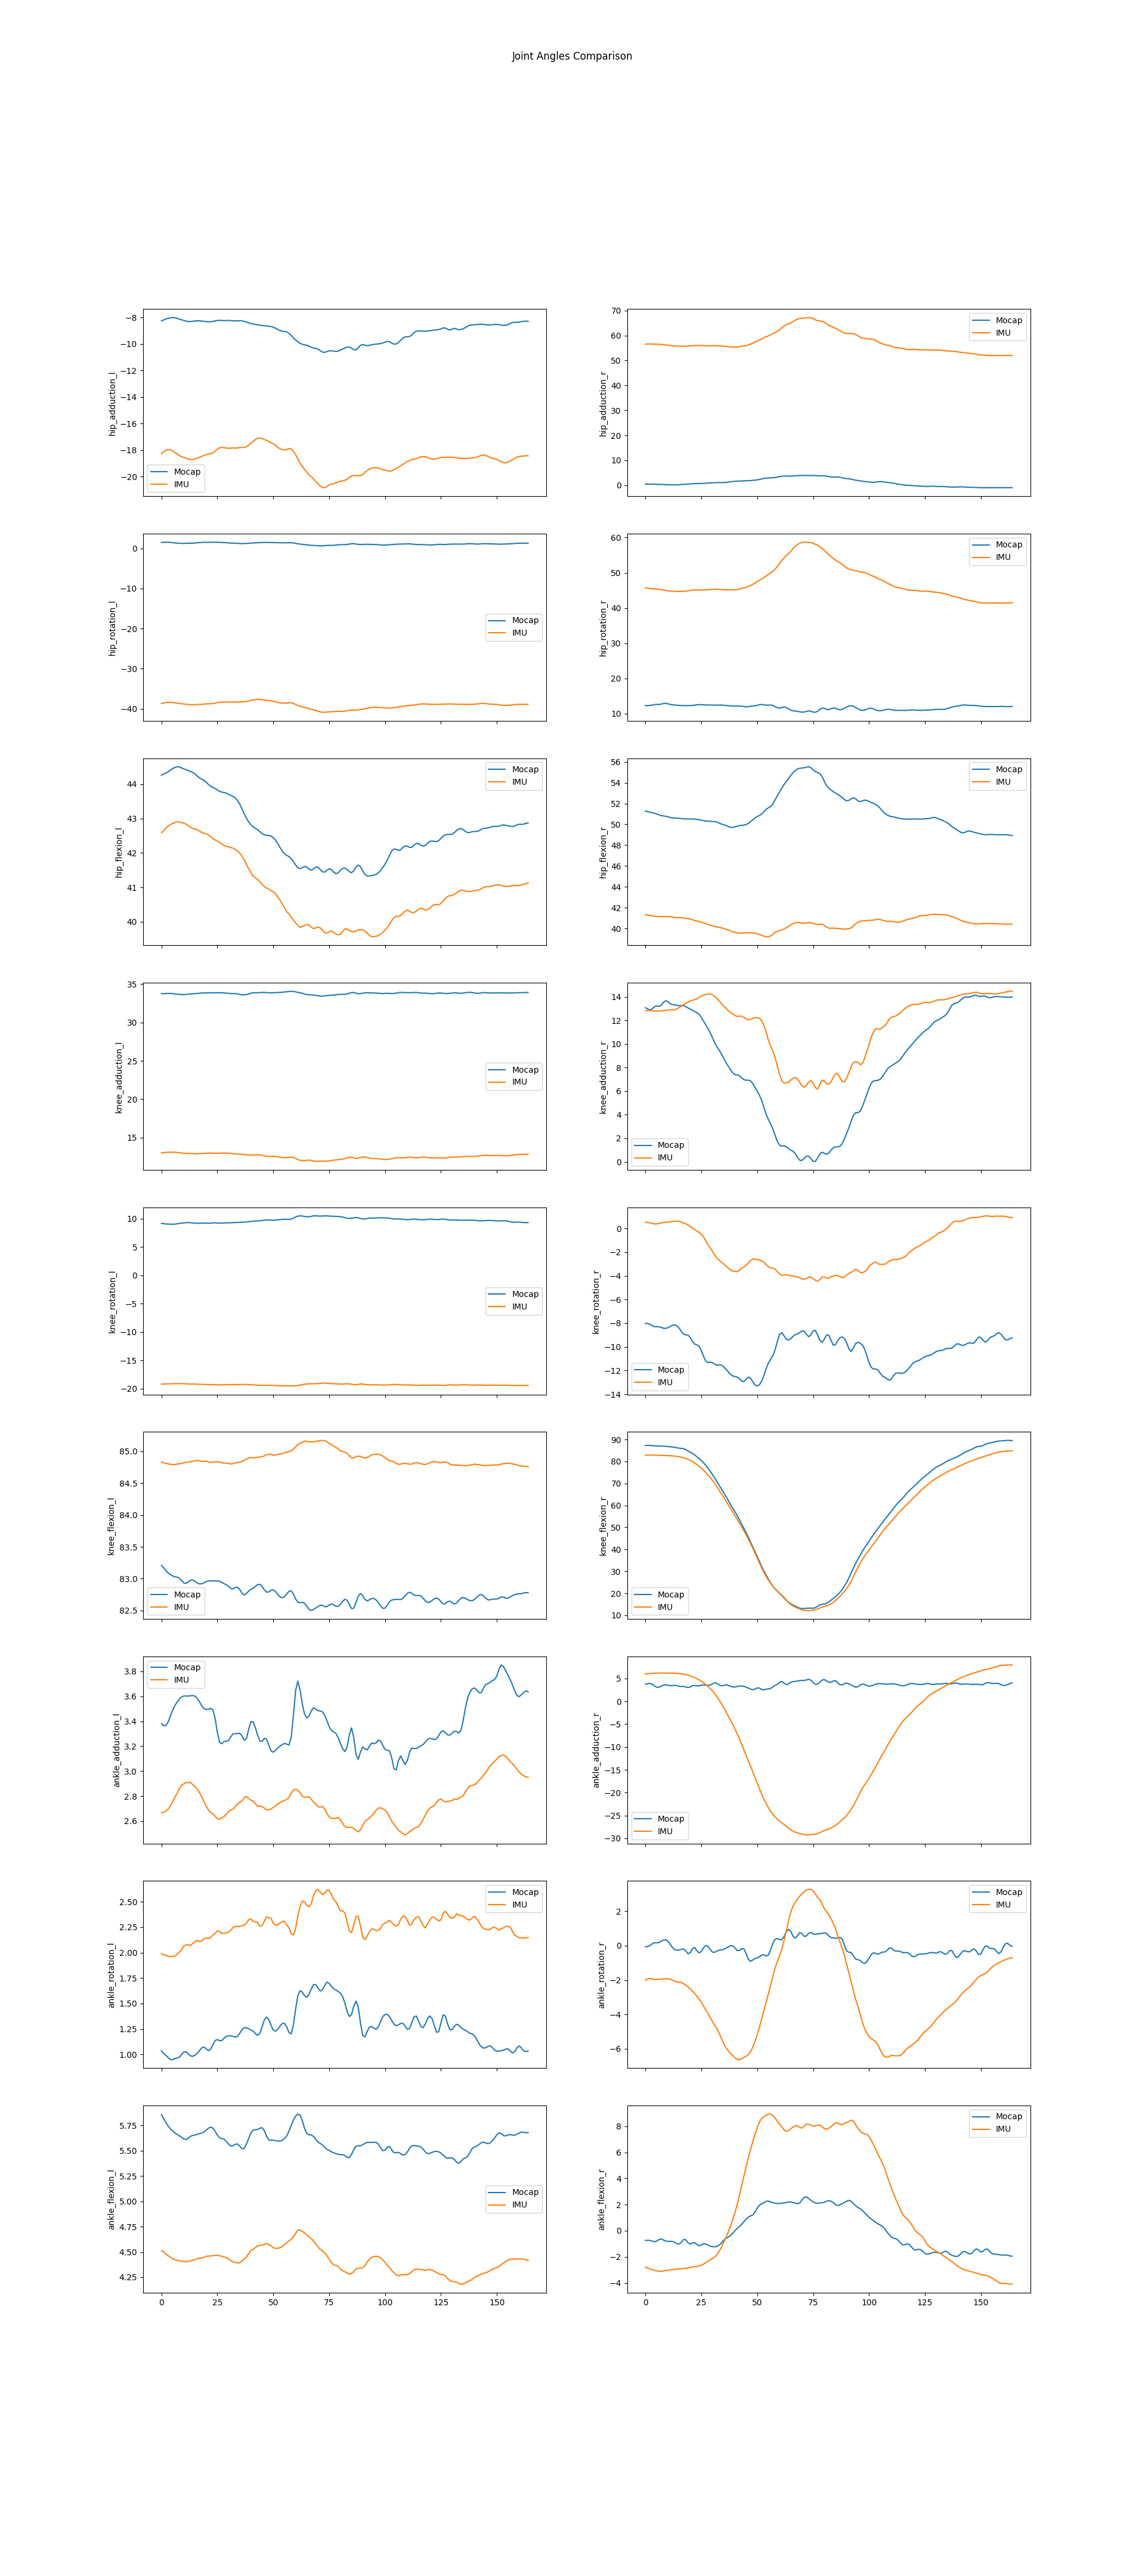 Joint Angles Comparison
−8
−10
−12
−14
−16
−18
−20
hip_adduction_l
Mocap
IMU
70
60
50
40
30
20
10
0
hip_adduction_r
Mocap
IMU
0
−10
−20
−30
−40
hip_rotation_l
Mocap
IMU
60
50
40
30
20
10
hip_rotation_r
Mocap
IMU
44
43
42
41
40
hip_flexion_l
Mocap
IMU
56
54
52
50
48
46
44
42
40
hip_flexion_r
Mocap
IMU
35
30
25
20
15
knee_adduction_l
Mocap
IMU
14
12
10
8
6
4
2
0
knee_adduction_r
Mocap
IMU
10
5
0
−5
−10
−15
−20
knee_rotation_l
Mocap
IMU
0
−2
−4
−6
−8
−10
−12
−14
knee_rotation_r
Mocap
IMU
85.0
84.5
84.0
83.5
83.0
82.5
knee_flexion_l
Mocap
IMU
90
80
70
60
50
40
30
20
10
knee_flexion_r
Mocap
IMU
3.8
3.6
3.4
3.2
3.0
2.8
2.6
ankle_adduction_l
Mocap
IMU
5
0
−5
−10
−15
−20
−25
−30
ankle_adduction_r
Mocap
IMU
2.50
2.25
2.00
1.75
1.50
1.25
1.00
ankle_rotation_l
Mocap
IMU
2
0
−2
−4
−6
ankle_rotation_r
Mocap
IMU
5.75
5.50
5.25
5.00
4.75
4.50
4.25
ankle_flexion_l
Mocap
IMU
0 25 50 75 100 125 150
8
6
4
2
0
−2
−4
ankle_flexion_r
Mocap
IMU
0 25 50 75 100 125 150